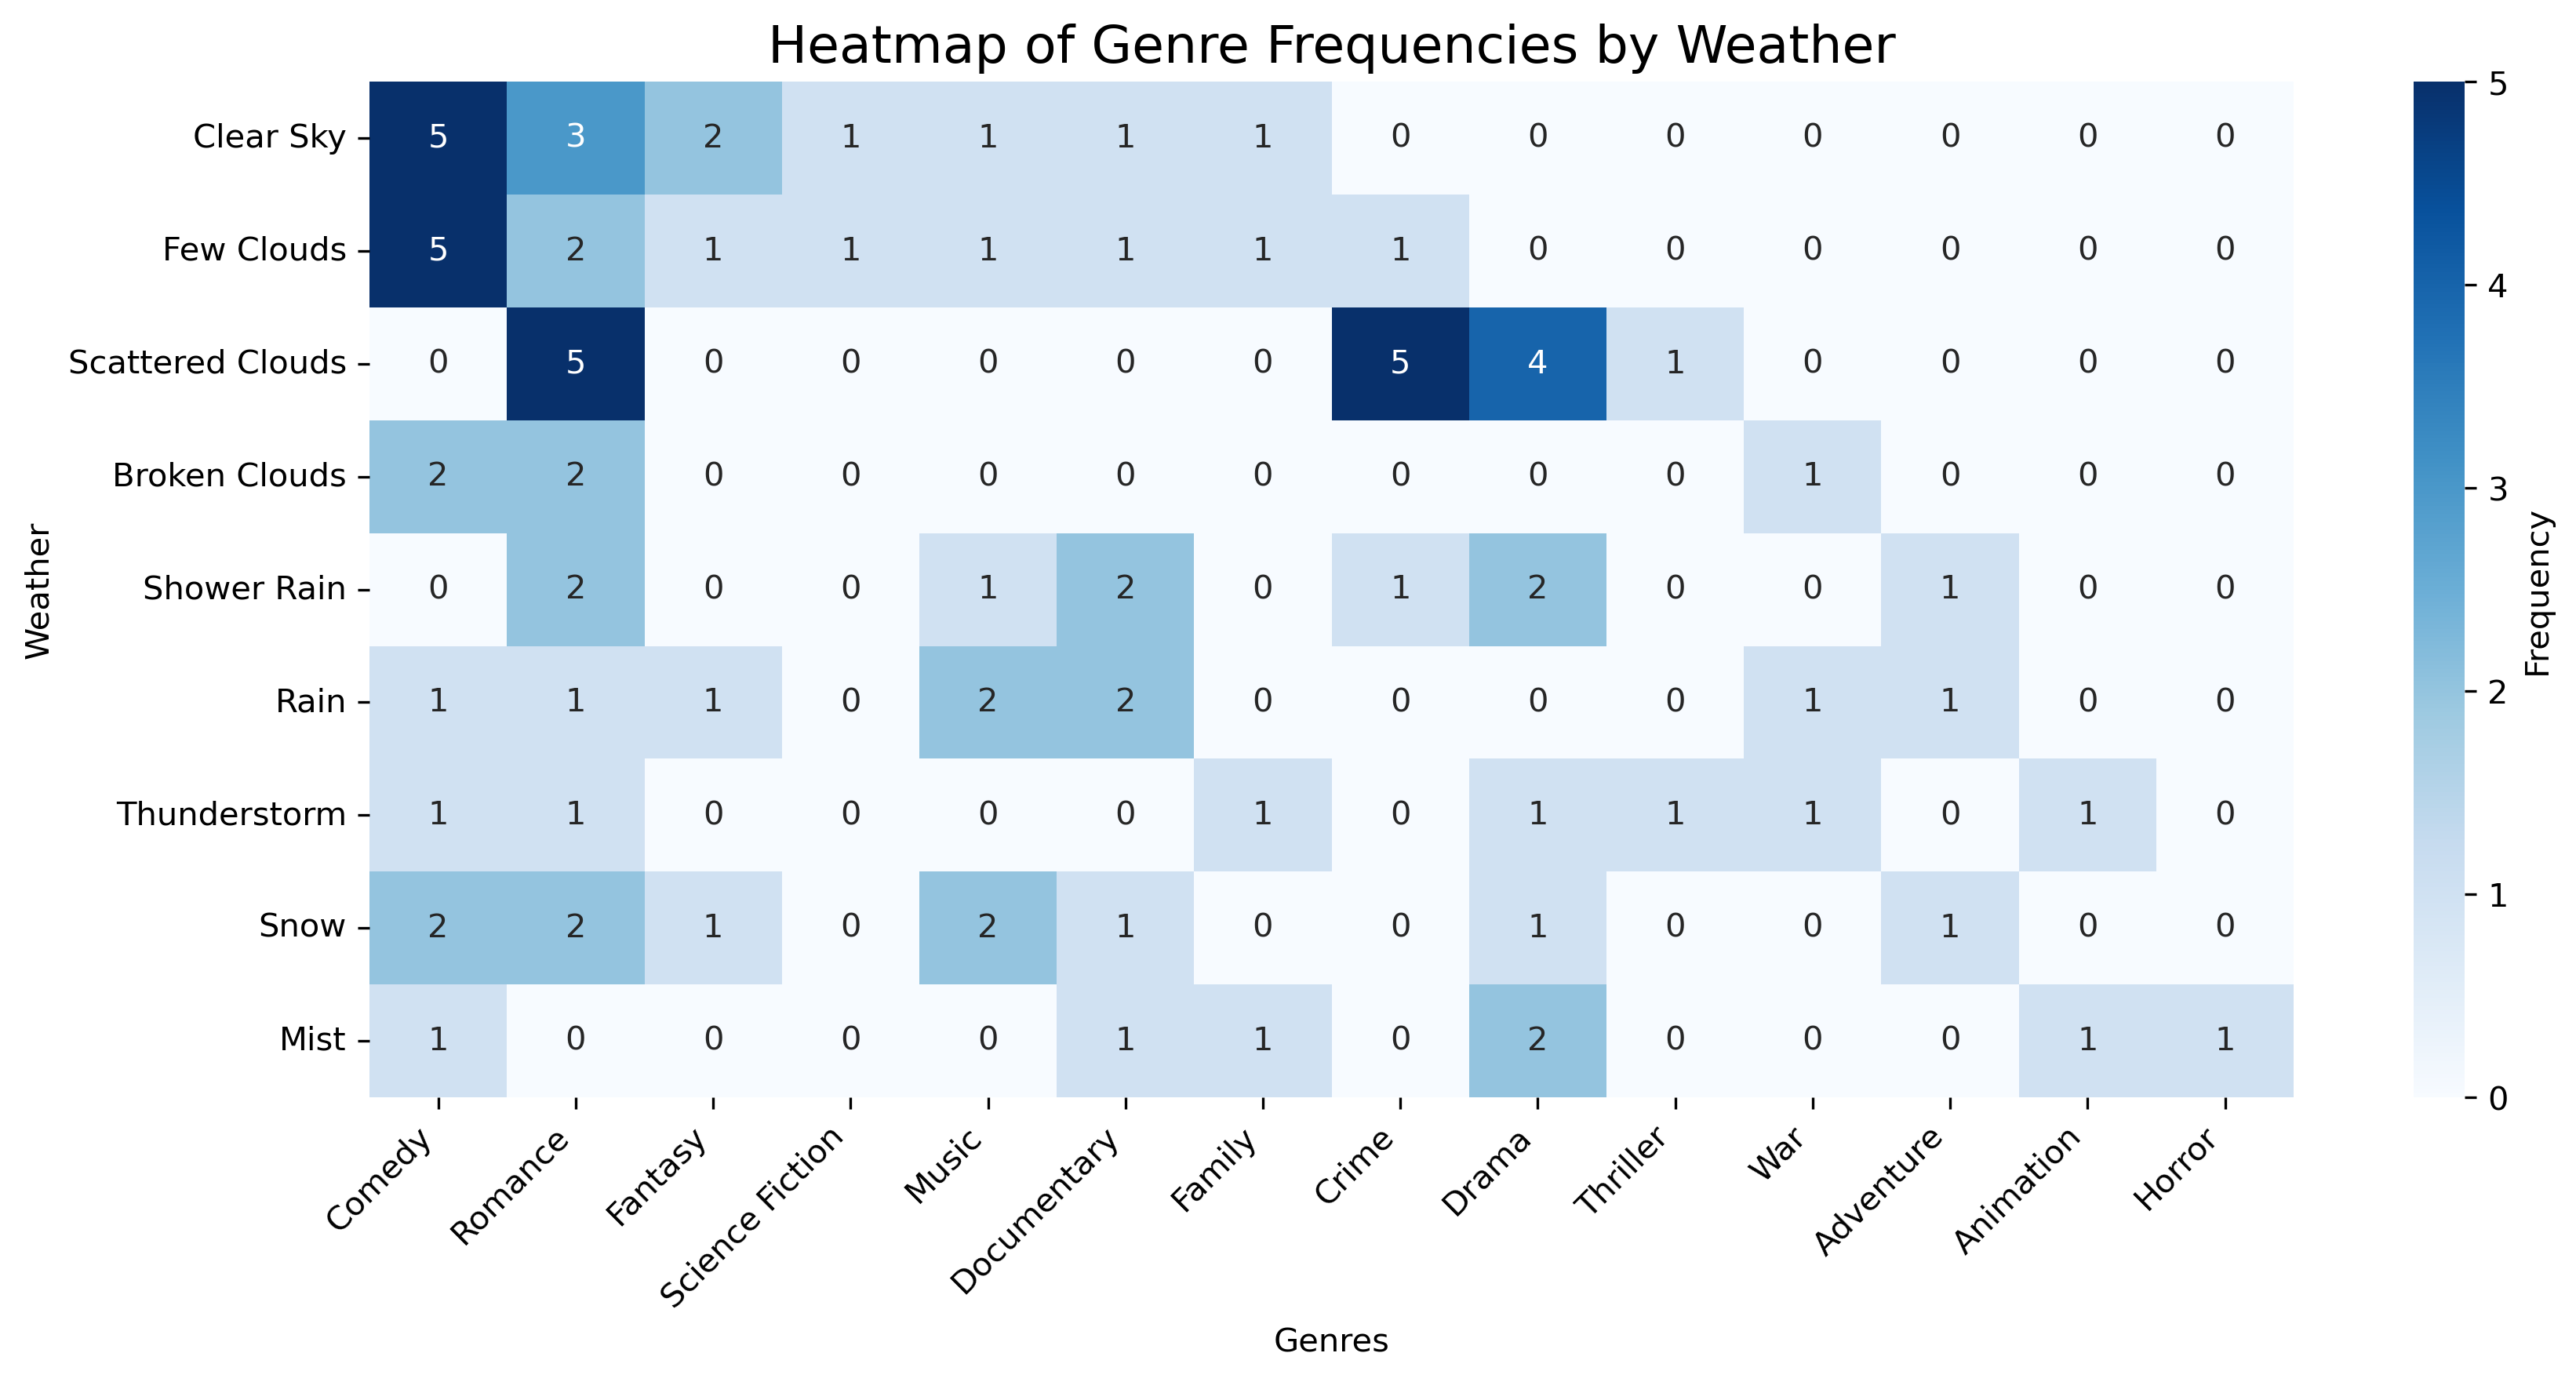 Heatmap of Genre Frequencies by Weather
Clear Sky 5 3 2 1 1 1 1 0 0 0 0 0 0 0
Few Clouds 5 2 1 1 1 1 1 1 0 0 0 0 0 0
Scattered Clouds 0 5 0 0 0 0 0 5 4 1 0 0 0 0
Broken Clouds 2 2 0 0 0 0 0 0 0 0 1 0 0 0
Shower Rain 0 2 0 0 1 2 0 1 2 0 0 1 0 0
Rain 1 1 1 0 2 2 0 0 0 0 1 1 0 0
Thunderstorm 1 1 0 0 0 0 1 0 1 1 1 0 1 0
Snow 2 2 1 0 2 1 0 0 1 0 0 1 0 0
Mist 1 0 0 0 0 1 1 0 2 0 0 0 1 1
Weather
Comedy
Romance
Fantasy
Science Fiction
Music
Documentary
Family
Crime
Drama
Thriller
War
Adventure
Animation
Horror
Genres
5
4
3
2
1
0
Frequency